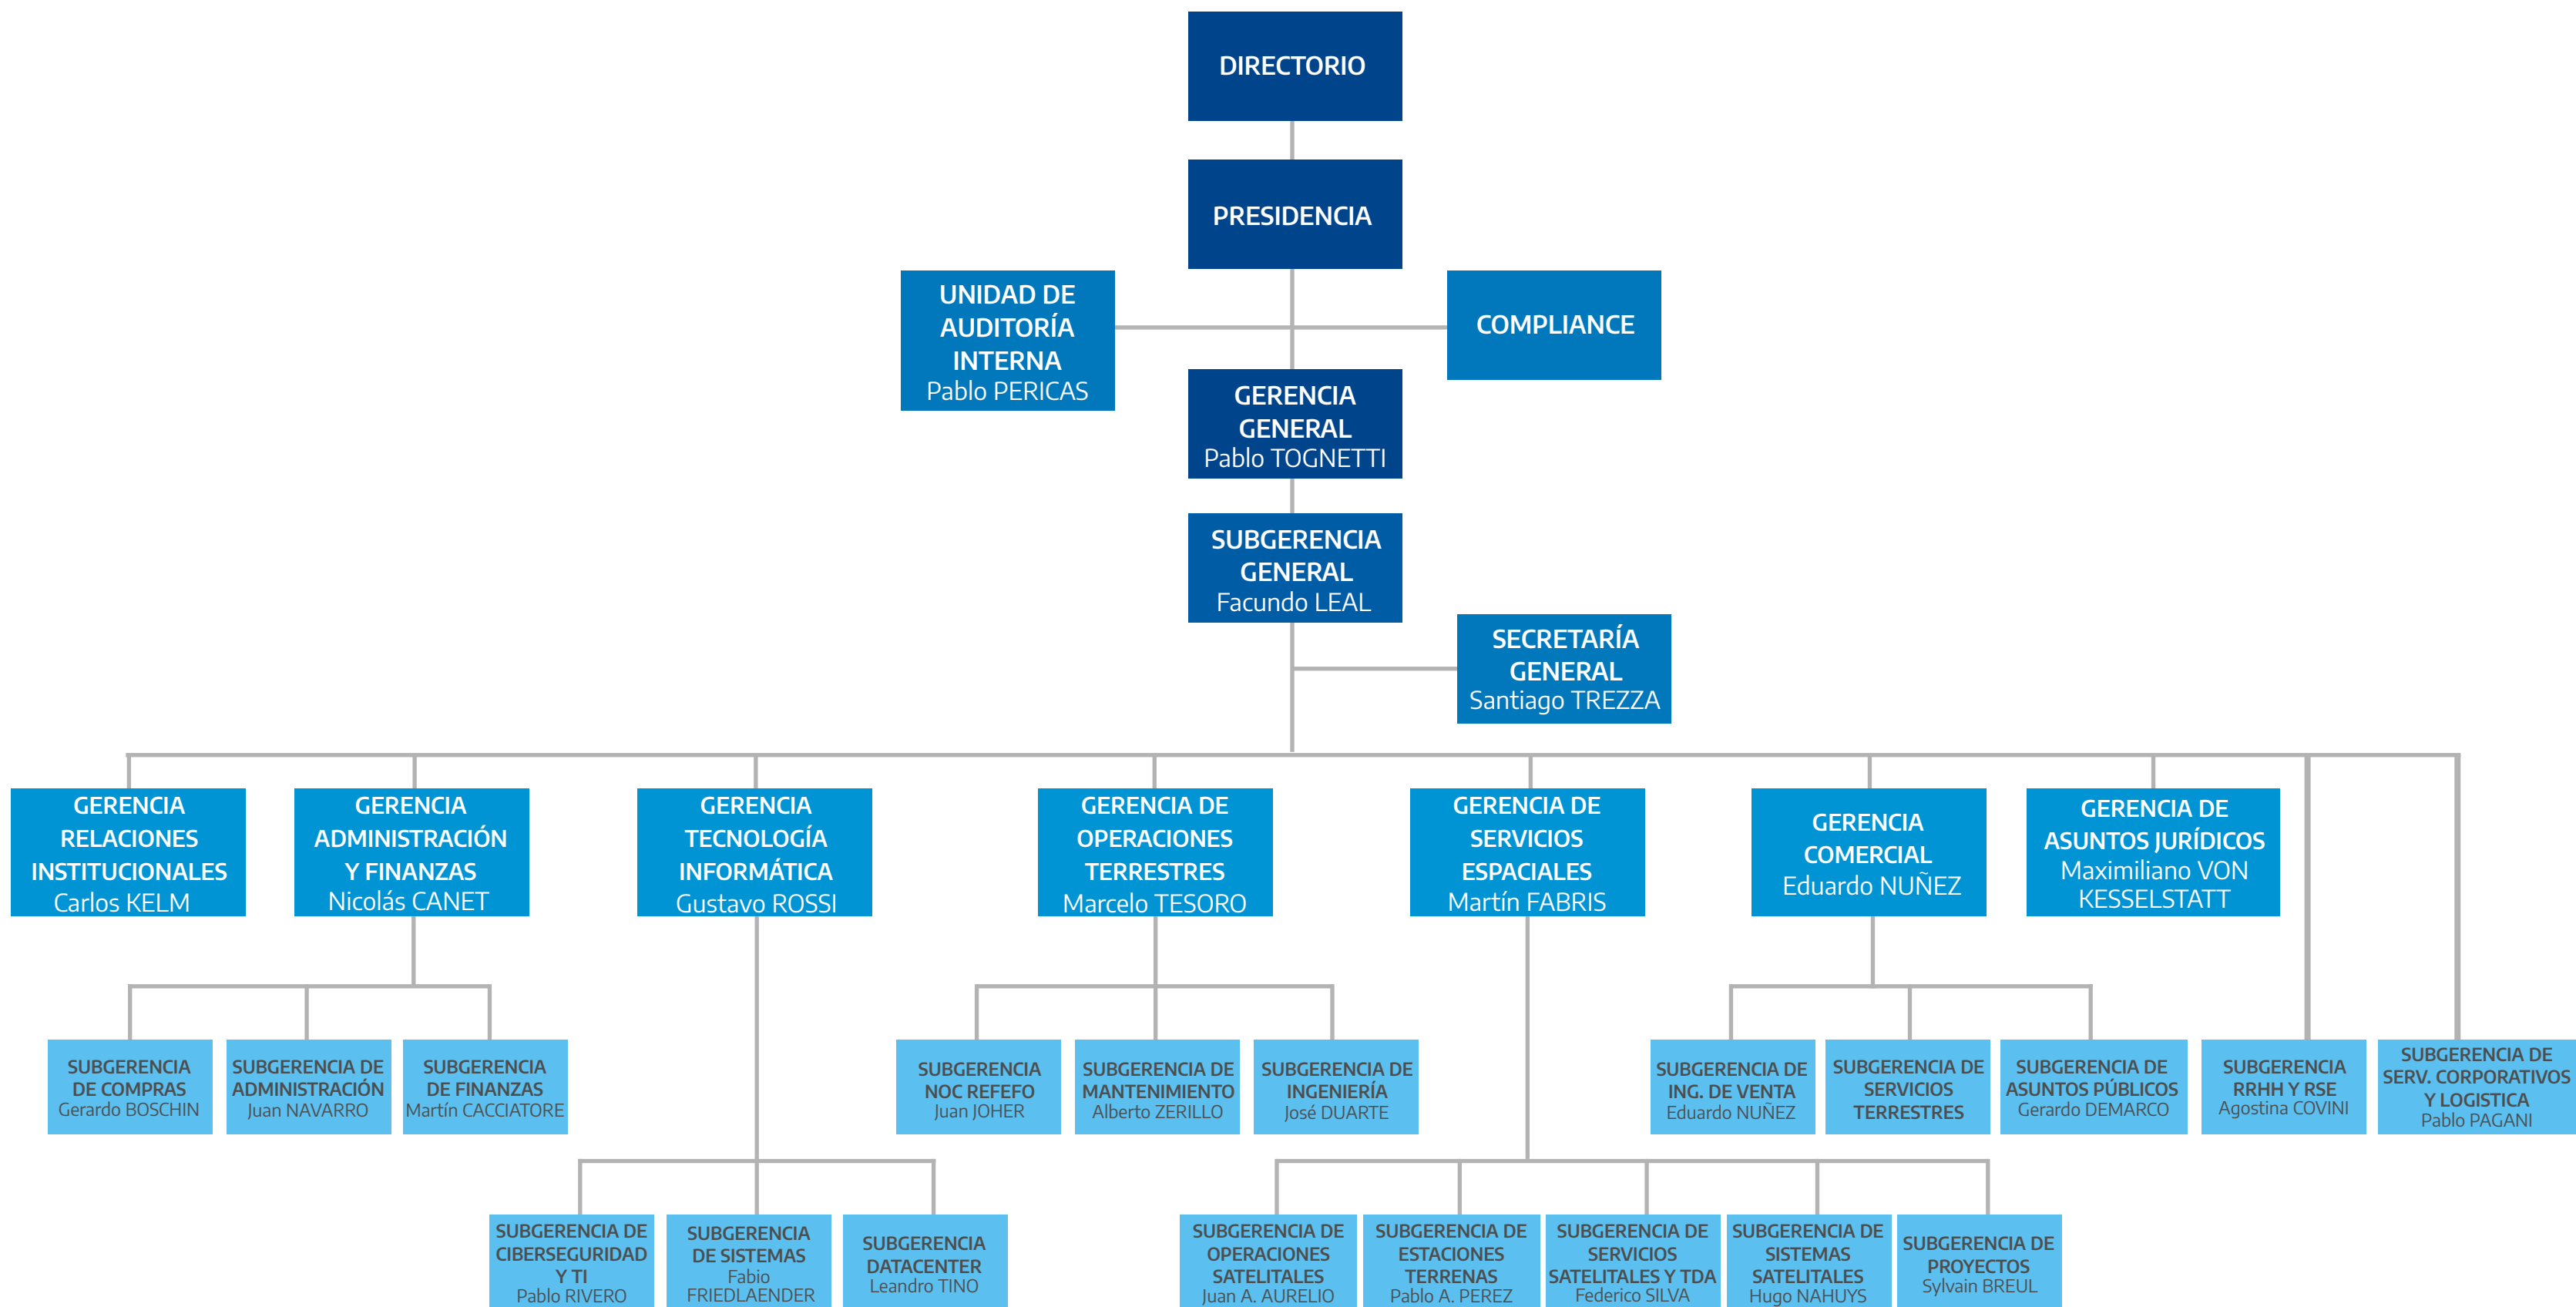 DIRECTORIO
PRESIDENCIA
UNIDAD DE
AUDITORÍA
INTERNA
Pablo PERICAS
COMPLIANCE
GERENCIA
GENERAL
Pablo TOGNETTI
SUBGERENCIA
GENERAL
Facundo LEAL
SECRETARÍA
GENERAL
Santiago TREZZA
GERENCIA
RELACIONES
INSTITUCIONALES
Carlos KELM
GERENCIA
ADMINISTRACIÓN
Y FINANZAS
Nicolás CANET
GERENCIA
TECNOLOGÍA
INFORMÁTICA
Gustavo ROSSI
GERENCIA DE
OPERACIONES
TERRESTRES
Marcelo TESORO
GERENCIA DE
SERVICIOS
ESPACIALES
Martín FABRIS
GERENCIA
COMERCIAL
Eduardo NUÑEZ
GERENCIA DE
ASUNTOS JURÍDICOS
Maximiliano VON
KESSELSTATT
SUBGERENCIA
DE COMPRAS
Gerardo BOSCHIN
SUBGERENCIA DE
ADMINISTRACIÓN
Juan NAVARRO
SUBGERENCIA
DE FINANZAS
Martín CACCIATORE
SUBGERENCIA
NOC REFEFO
Juan JOHER
SUBGERENCIA DE
MANTENIMIENTO
Alberto ZERILLO
SUBGERENCIA DE
INGENIERÍA
José DUARTE
SUBGERENCIA DE
ING. DE VENTA
Eduardo NUÑEZ
SUBGERENCIA DE
SERVICIOS
TERRESTRES
SUBGERENCIA DE
ASUNTOS PÚBLICOS
Gerardo DEMARCO
SUBGERENCIA
RRHH Y RSE
Agostina COVINI
SUBGERENCIA DE
SERV. CORPORATIVOS
Y LOGISTICA
Pablo PAGANI
SUBGERENCIA DE
CIBERSEGURIDAD
Y TI
Pablo RIVERO
SUBGERENCIA
DE SISTEMAS
Fabio
FRIEDLAENDER
SUBGERENCIA
DATACENTER
Leandro TINO
SUBGERENCIA DE
OPERACIONES
SATELITALES
Juan A. AURELIO
SUBGERENCIA DE
ESTACIONES
TERRENAS
Pablo A. PEREZ
SUBGERENCIA DE
SERVICIOS
SATELITALES Y TDA
Federico SILVA
SUBGERENCIA DE
SISTEMAS
SATELITALES
Hugo NAHUYS
SUBGERENCIA DE
PROYECTOS
Sylvain BREUL